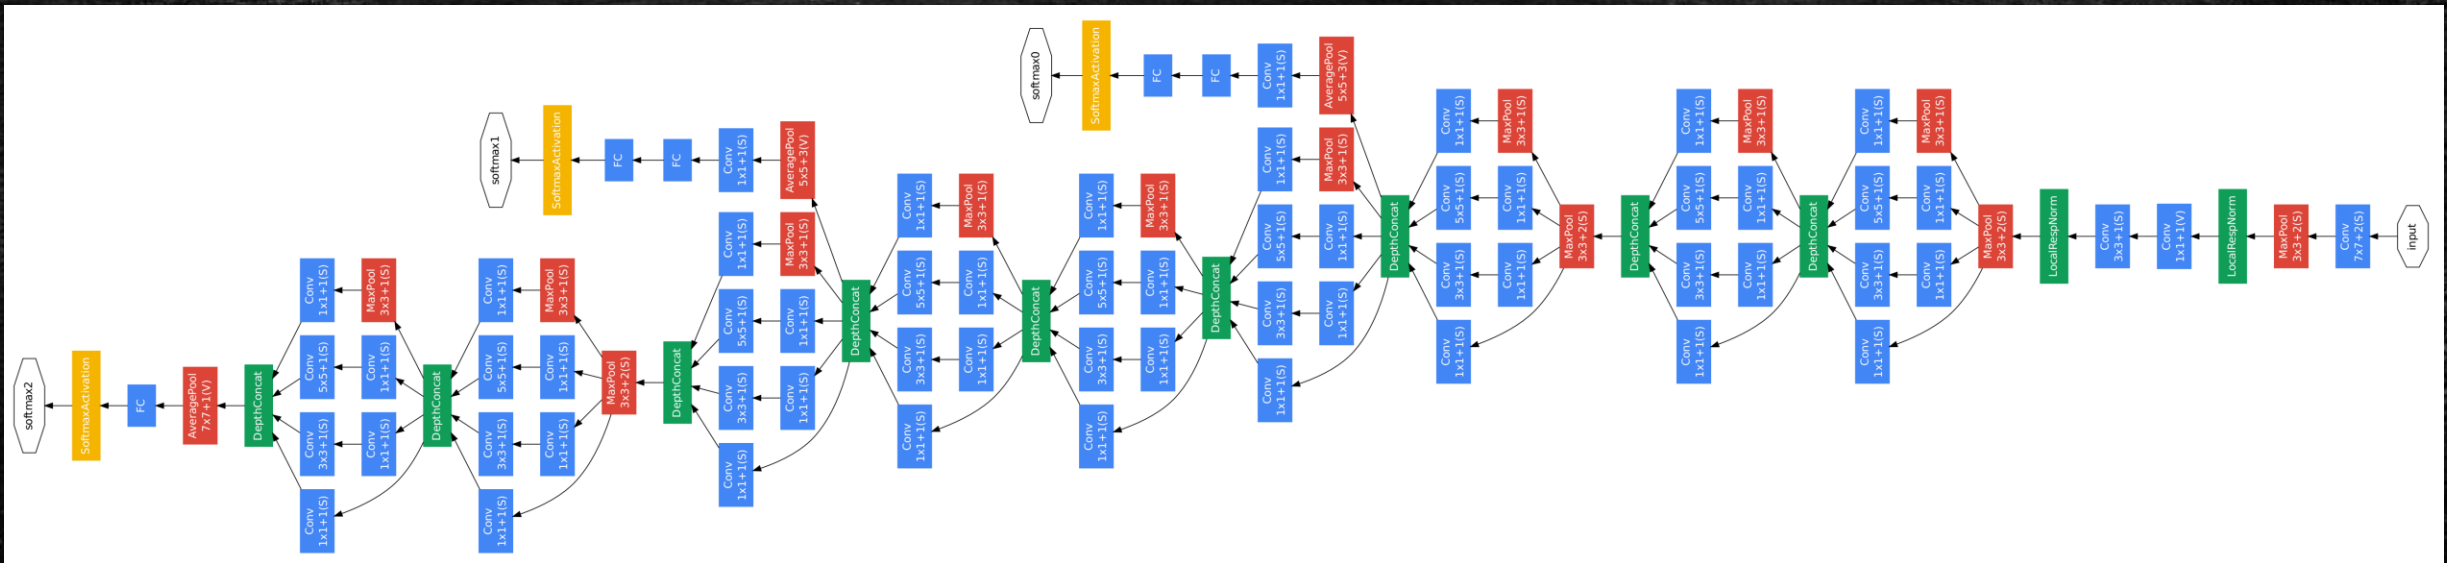 softmax2
SoftmaxActivation
FC
AveragePool
7x7+1(V)
DepthConcat
Conv
1x1+1(S)
Conv
3x3+1(S)
Conv
5x5+1(S)
Conv
1x1+1(S)
Conv
1x1+1(S)
Conv
1x1+1(S)
MaxPool
3x3+1(S)
DepthConcat
Conv
1x1+1(S)
Conv
3x3+1(S)
Conv
5x5+1(S)
Conv
1x1+1(S)
softmax1
Conv
1x1+1(S)
Conv
1x1+1(S)
MaxPool
3x3+1(S)
SoftmaxActivation
MaxPool
3x3+2(S)
FC
DepthConcat
FC
Conv
1x1+1(S)
Conv
3x3+1(S)
Conv
5x5+1(S)
Conv
1x1+1(S)
Conv
1x1+1(S)
Conv
1x1+1(S)
Conv
1x1+1(S)
MaxPool
3x3+1(S)
AveragePool
5x5+3(V)
DepthConcat
Conv
1x1+1(S)
Conv
3x3+1(S)
Conv
5x5+1(S)
Conv
1x1+1(S)
Conv
1x1+1(S)
Conv
1x1+1(S)
MaxPool
3x3+1(S)
DepthConcat
softmax0
Conv
1x1+1(S)
Conv
3x3+1(S)
Conv
5x5+1(S)
Conv
1x1+1(S)
SoftmaxActivation
Conv
1x1+1(S)
Conv
1x1+1(S)
MaxPool
3x3+1(S)
FC
DepthConcat
FC
Conv
1x1+1(S)
Conv
3x3+1(S)
Conv
5x5+1(S)
Conv
1x1+1(S)
Conv
1x1+1(S)
Conv
1x1+1(S)
Conv
1x1+1(S)
MaxPool
3x3+1(S)
AveragePool
5x5+3(V)
DepthConcat
Conv
1x1+1(S)
Conv
3x3+1(S)
Conv
5x5+1(S)
Conv
1x1+1(S)
Conv
1x1+1(S)
Conv
1x1+1(S)
MaxPool
3x3+1(S)
MaxPool
3x3+2(S)
DepthConcat
Conv
1x1+1(S)
Conv
3x3+1(S)
Conv
5x5+1(S)
Conv
1x1+1(S)
Conv
1x1+1(S)
Conv
1x1+1(S)
MaxPool
3x3+1(S)
DepthConcat
Conv
1x1+1(S)
Conv
3x3+1(S)
Conv
5x5+1(S)
Conv
1x1+1(S)
Conv
1x1+1(S)
Conv
1x1+1(S)
MaxPool
3x3+1(S)
MaxPool
3x3+2(S)
LocalRespNorm
Conv
3x3+1(S)
Conv
1x1+1(V)
LocalRespNorm
MaxPool
3x3+2(S)
Conv
7x7+2(S)
input